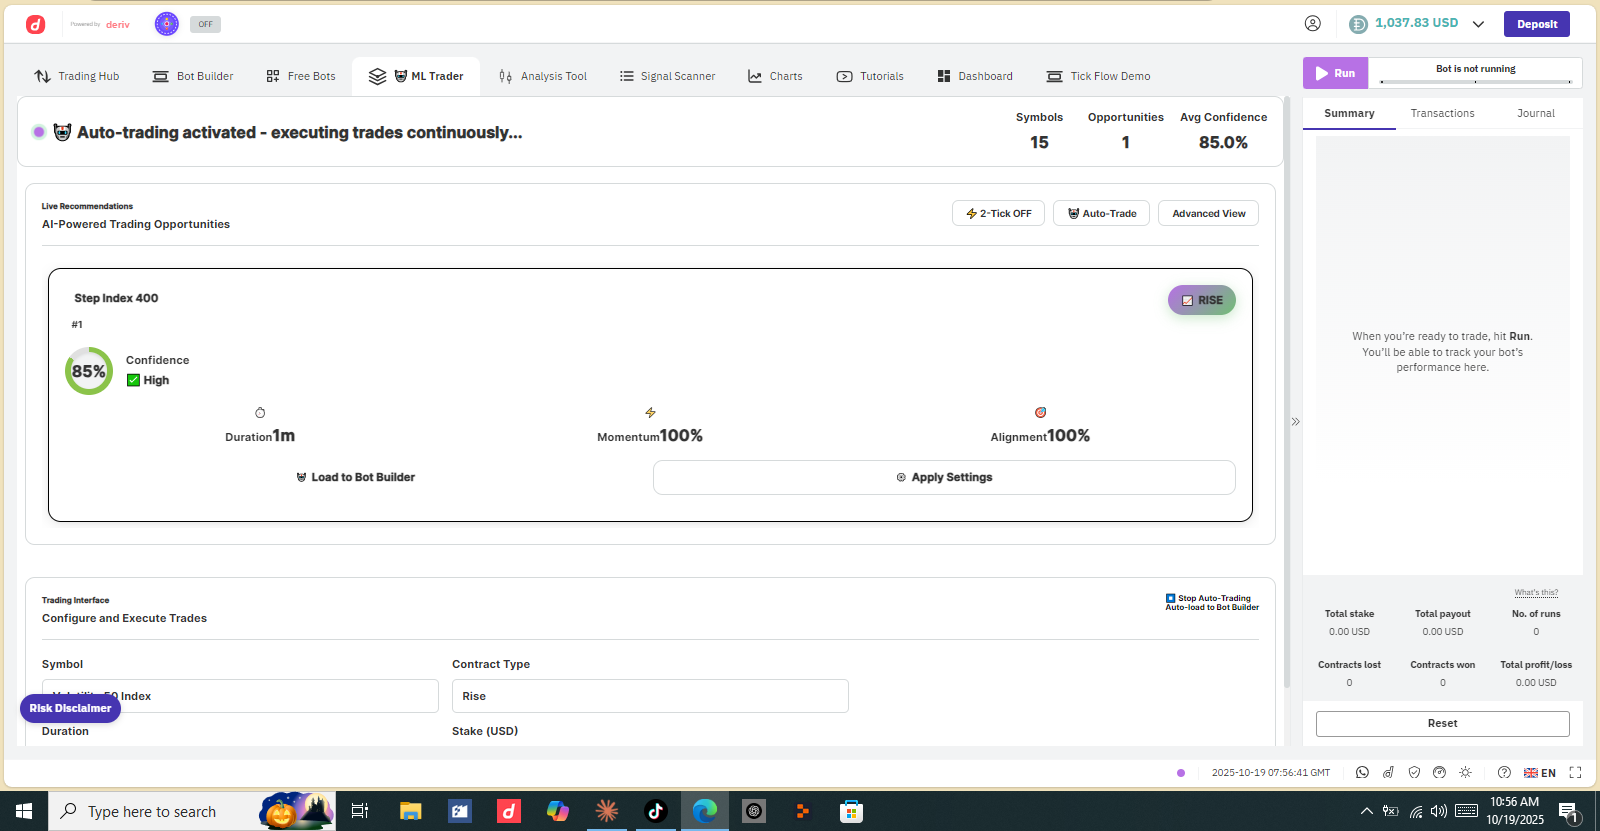 Powered by deriv
OFF
1,037.83 USD
Deposit
Trading Hub
Bot Builder
Free Bots
ML Trader
Analysis Tool
Signal Scanner
Charts
Tutorials
Dashboard
Tick Flow Demo
Run
Bot is not running
Auto-trading activated - executing trades continuously...
Symbols
15
Opportunities
1
Avg Confidence
85.0%
Summary
Transactions
Journal
Live Recommendations
AI-Powered Trading Opportunities
2-Tick OFF
Auto-Trade
Advanced View
Step Index 400
RISE
#1
85%
Confidence
High
Duration1m
Momentum100%
Alignment100%
Load to Bot Builder
Apply Settings
When you're ready to trade, hit Run.
You'll be able to track your bot's
performance here.
Trading Interface
Configure and Execute Trades
Stop Auto-Trading
Auto-load to Bot Builder
Symbol
50 Index
Contract Type
Rise
Risk Disclaimer
Duration
Stake (USD)
What's this?
Total stake
0.00 USD
Total payout
0.00 USD
No. of runs
0
Contracts lost
0
Contracts won
0
Total profit/loss
0.00 USD
Reset
2025-10-19 07:56:41 GMT
EN
Type here to search
10:56 AM
10/19/2025
1